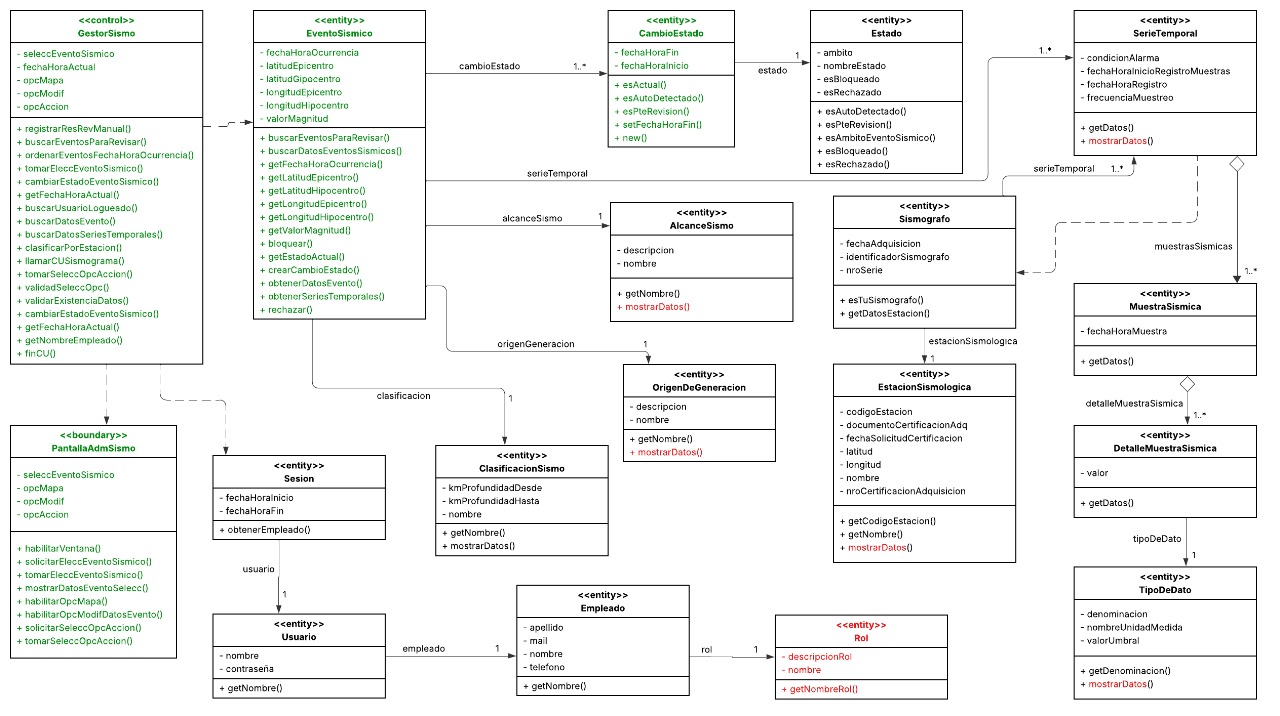 <<control>>
GestorSismo
- seleccEventoSismico
- fechaHoraActual
- opcMapa
- opcModif
- opcAccion
+ registrarResRevManual()
+ buscarEventosParaRevisar()
+ ordenarEventosFechaHoraOcurrencia()
+ tomarEleccEventoSismico()
+ cambiarEstadoEventoSismico()
+ getFechaHoraActual()
+ buscarUsuarioLogueado()
+ buscarDatosEvento()
+ buscarDatosSeriesTemporales()
+ clasificarPorEstacion()
+ llamarCUSismograma()
+ tomarSeleccOpcAccion()
+ validadSeleccOpc()
+ validarExistenciaDatos()
+ cambiarEstadoEventoSismico()
+ getFechaHoraActual()
+ getNombreEmpleado()
+ finCU()
<<entity>>
EventoSismico
- fechaHoraOcurrencia
- latitudEpicentro
- latitudGipocentro
- longitudEpicentro
- longitudHipocentro
- valorMagnitud
+ buscarEventosParaRevisar()
+ buscarDatosEventosSismicos()
+ getFechaHoraOcurrencia()
+ getLatitudEpicentro()
+ getLatitudHipocentro()
+ getLongitudEpicentro()
+ getLongitudHipocentro()
+ getValorMagnitud()
+ bloquear()
+ getEstadoActual()
+ crearCambioEstado()
+ obtenerDatosEvento()
+ obtenerSeriesTemporales()
+ rechazar()
cambioEstado
1..*
<<entity>>
CambioEstado
- fechaHoraFin
- fechaHoraInicio
+ esActual()
+ esAutoDetectado()
+ esPteRevision()
+ setFechaHoraFin()
+ new()
estado
1
<<entity>>
Estado
- ambito
- nombreEstado
- esBloqueado
- esRechazado
+ esAutoDetectado()
+ esPteRevision()
+ esAmbitoEventoSismico()
+ esBloqueado()
+ esRechazado()
1..*
<<entity>>
SerieTemporal
- condicionAlarma
- fechaHoraInicioRegistroMuestras
- fechaHoraRegistro
- frecuenciaMuestreo
+ getDatos()
+ mostrarDatos()
serieTemporal
serieTemporal
1..*
alcanceSismo
1
<<entity>>
AlcanceSismo
- descripcion
- nombre
+ getNombre()
+ mostrarDatos()
<<entity>>
Sismografo
- fechaAdquisicion
- identificadorSismografo
- nroSerie
+ esTuSismografo()
+ getDatosEstacion()
muestrasSismicas
1..*
<<entity>>
MuestraSismica
- fechaHoraMuestra
+ getDatos()
origenGeneracion
1
<<entity>>
OrigenDeGeneracion
- descripcion
- nombre
+ getNombre()
+ mostrarDatos()
estacionSismologica
1
<<entity>>
EstacionSismologica
- codigoEstacion
- documentoCertificacionAdq
- fechaSolicitudCertificacion
- latitud
- longitud
- nombre
- nroCertificacionAdquisicion
+ getCodigoEstacion()
+ getNombre()
+ mostrarDatos()
detalleMuestraSismica
1..*
<<entity>>
DetalleMuestraSismica
- valor
+ getDatos()
clasificacion
1
<<entity>>
ClasificacionSismo
- kmProfundidadDesde
- kmProfundidadHasta
- nombre
+ getNombre()
+ mostrarDatos()
<<boundary>>
PantallaAdmSismo
- seleccEventoSismico
- opcMapa
- opcModif
- opcAccion
+ habilitarVentana()
+ solicitarEleccEventoSismico()
+ tomarEleccEventoSismico()
+ mostrarDatosEventoSelecc()
+ habilitarOpcMapa()
+ habilitarOpcModifDatosEvento()
+ solicitarSeleccOpcAccion()
+ tomarSeleccOpcAccion()
<<entity>>
Sesion
- fechaHoraInicio
- fechaHoraFin
+ obtenerEmpleado()
usuario
1
<<entity>>
Usuario
- nombre
- contraseña
+ getNombre()
empleado
1
<<entity>>
Empleado
- apellido
- mail
- nombre
- telefono
+ getNombre()
rol
1
<<entity>>
Rol
- descripcionRol
- nombre
+ getNombreRol()
tipoDeDato
1
<<entity>>
TipoDeDato
- denominacion
- nombreUnidadMedida
- valorUmbral
+ getDenominacion()
+ mostrarDatos()